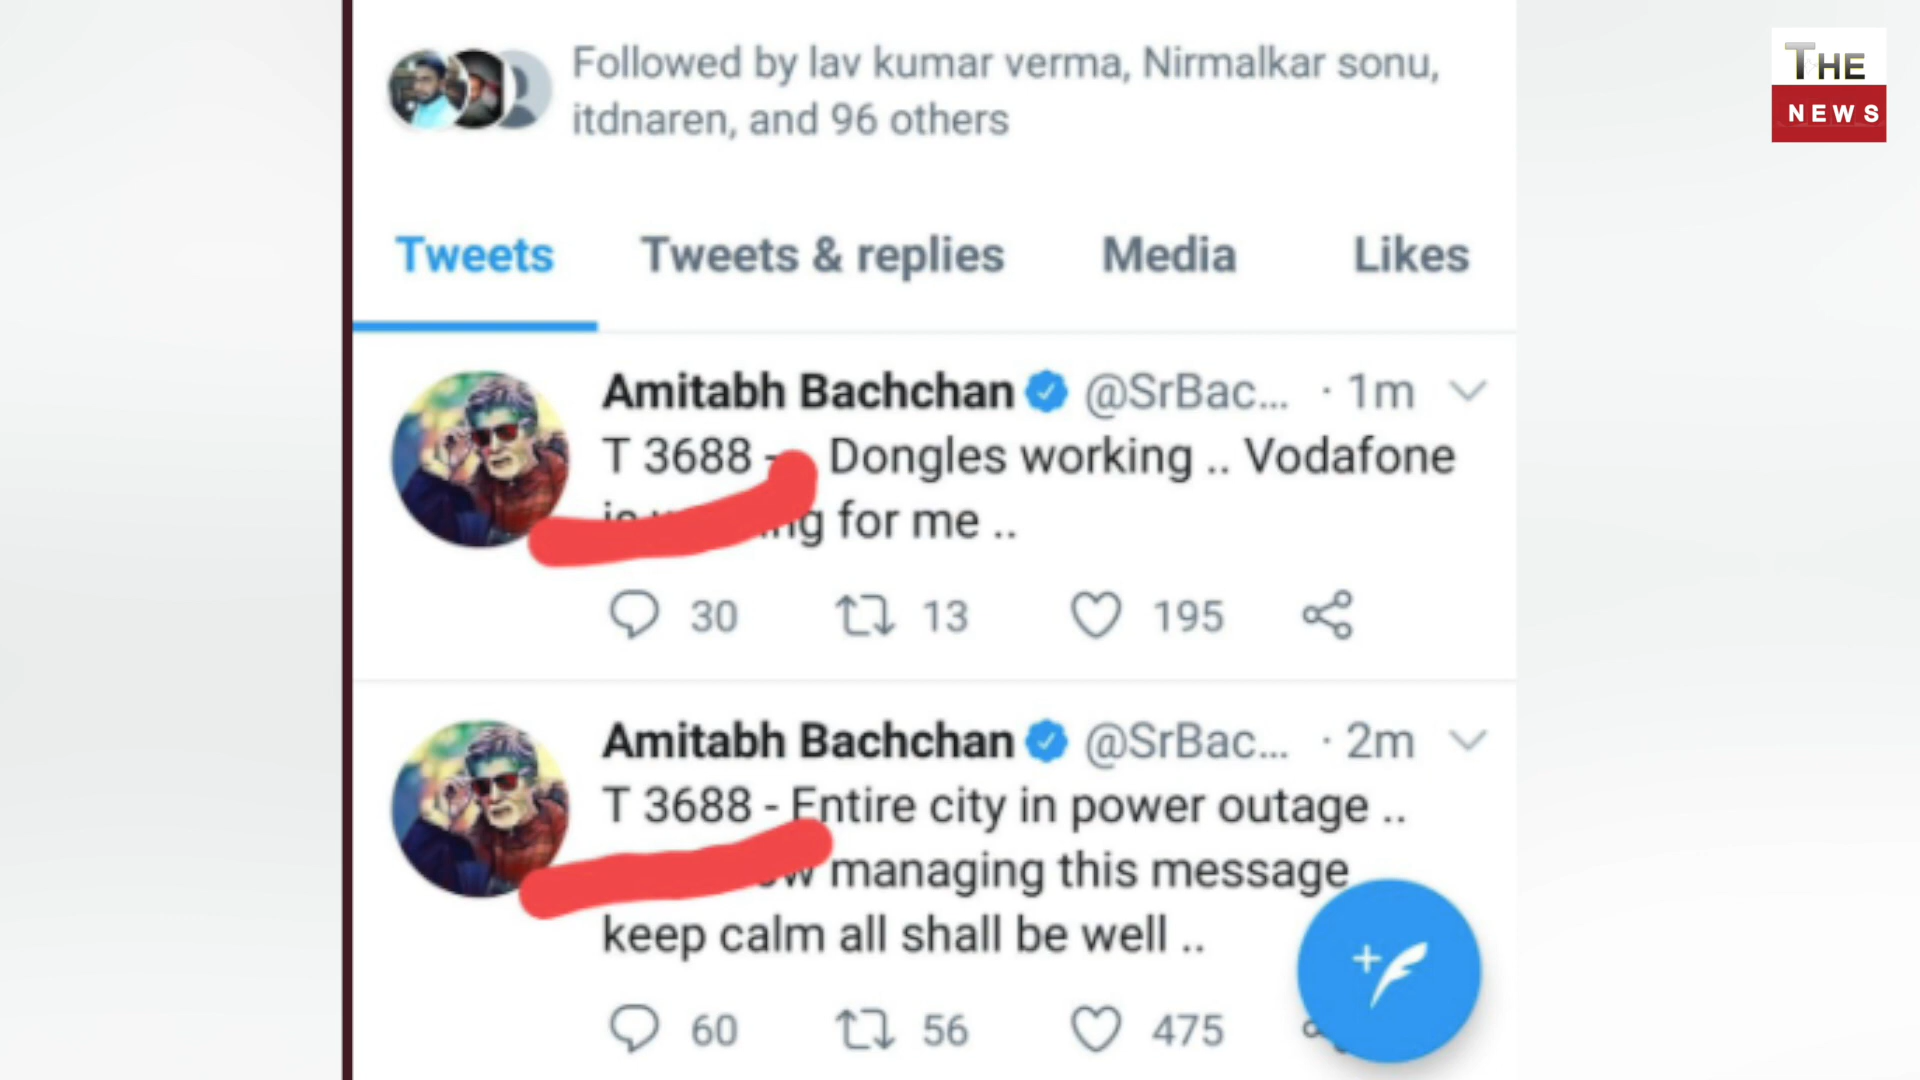 Followed by lav kumar verma, Nirmalkar sonu,
itdnaren, and 96 others
THE
NEWS
Tweets Tweets & replies Media Likes
Amitabh Bachchan @SrBac... · 1m
T 3688 - Dongles working .. Vodafone
for me ..
30 13 195
Amitabh Bachchan @SrBac... · 2m
T 3688 - Entire city in power outage ..
managing this message
keep calm all shall be well ..
60 56 475